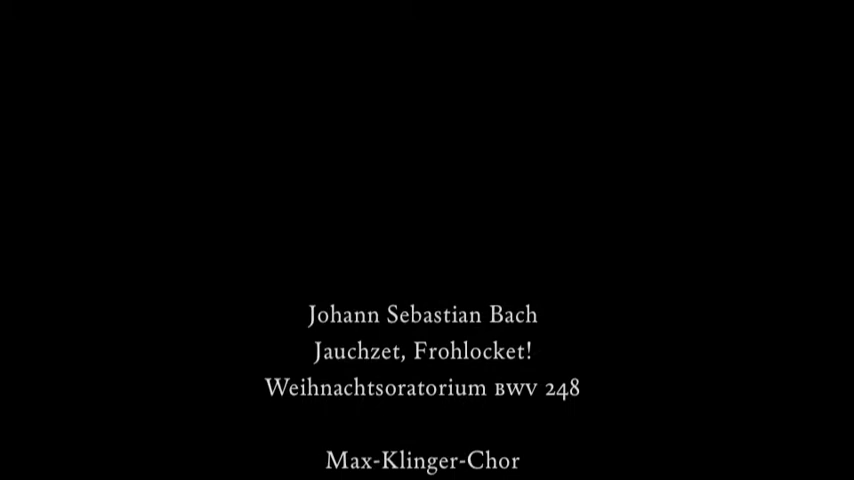 Johann Sebastian Bach
Jauchzet, Frohlocket!
Weihnachtsoratorium BWV 248
Max-Klinger-Chor